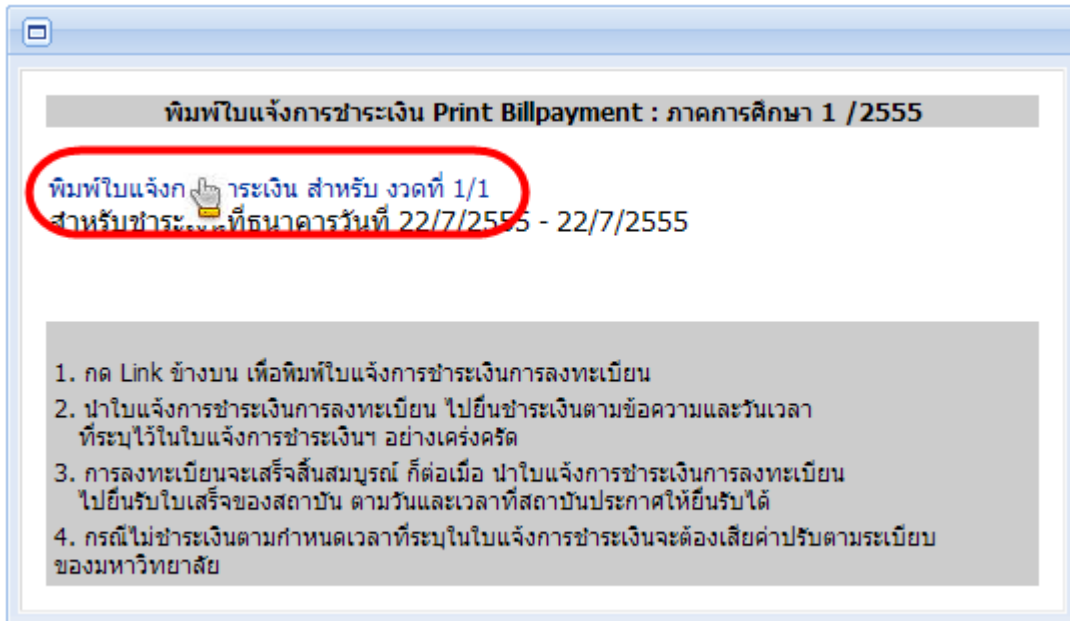 พิมพ์ใบแจ้งการชำระเงิน Print Billpayment : ภาคการศึกษา 1 /2555
พิมพ์ใบแจ้งก าระเงิน สำหรับ งวดที่ 1/1
สำหรับชำระเงินที่ธนาคารวันที่ 22/7/2555 - 22/7/2555
1. กด Link ข้างบน เพื่อพิมพ์ใบแจ้งการชำระเงินการลงทะเบียน
2. นำใบแจ้งการชำระเงินการลงทะเบียน ไปยื่นชำระเงินตามข้อความและวันเวลา
ที่ระบุไว้ในใบแจ้งการชำระเงินฯ อย่างเคร่งครัด
3. การลงทะเบียนจะเสร็จสิ้นสมบูรณ์ ก็ต่อเมื่อ นำใบแจ้งการชำระเงินการลงทะเบียน
ไปยื่นรับใบเสร็จของสถาบัน ตามวันและเวลาที่สถาบันประกาศให้ยื่นรับได้
4. กรณีไม่ชำระเงินตามกำหนดเวลาที่ระบุในใบแจ้งการชำระเงินจะต้องเสียค่าปรับตามระเบียบ
ของมหาวิทยาลัย